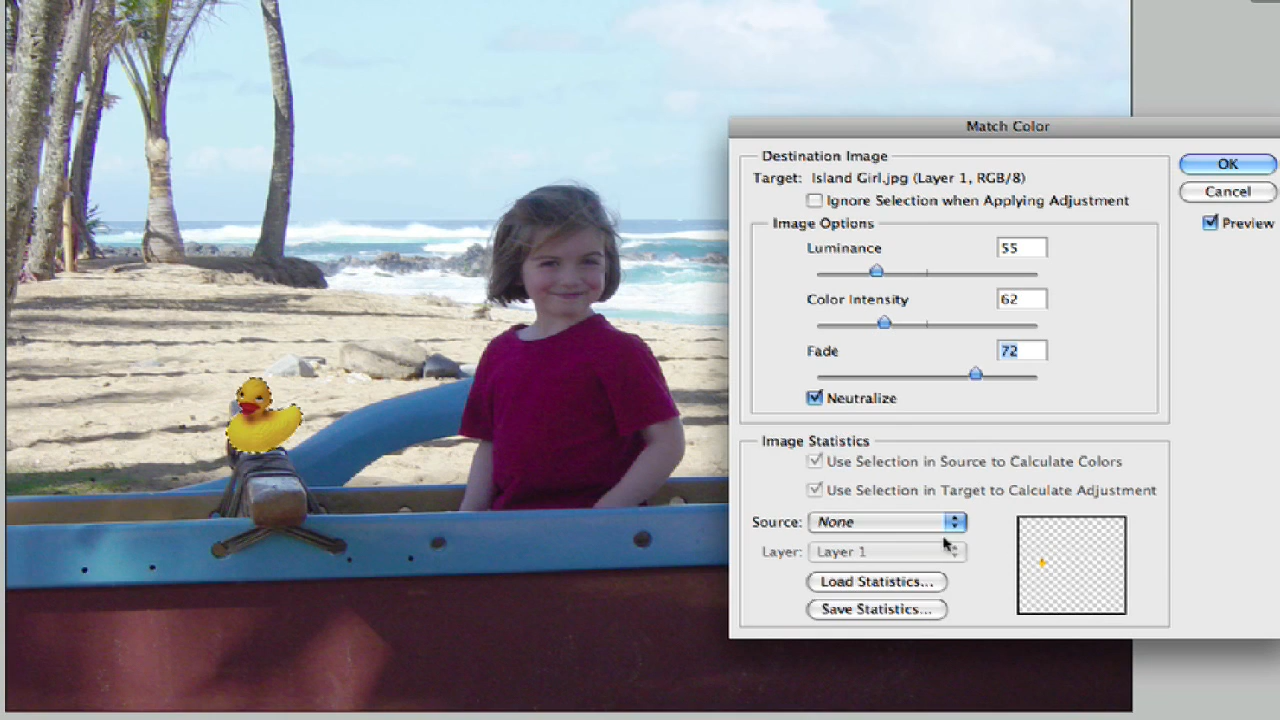 Match Color
Destination Image
Target: Island Girl.jpg (Layer 1, RGB/8)
Ignore Selection when Applying Adjustment
Image Options
Luminance 55
Color Intensity 62
Fade 72
Neutralize
OK
Cancel
Preview
Image Statistics
Use Selection in Source to Calculate Colors
Use Selection in Target to Calculate Adjustment
Source: None
Layer: Layer 1
Load Statistics...
Save Statistics...